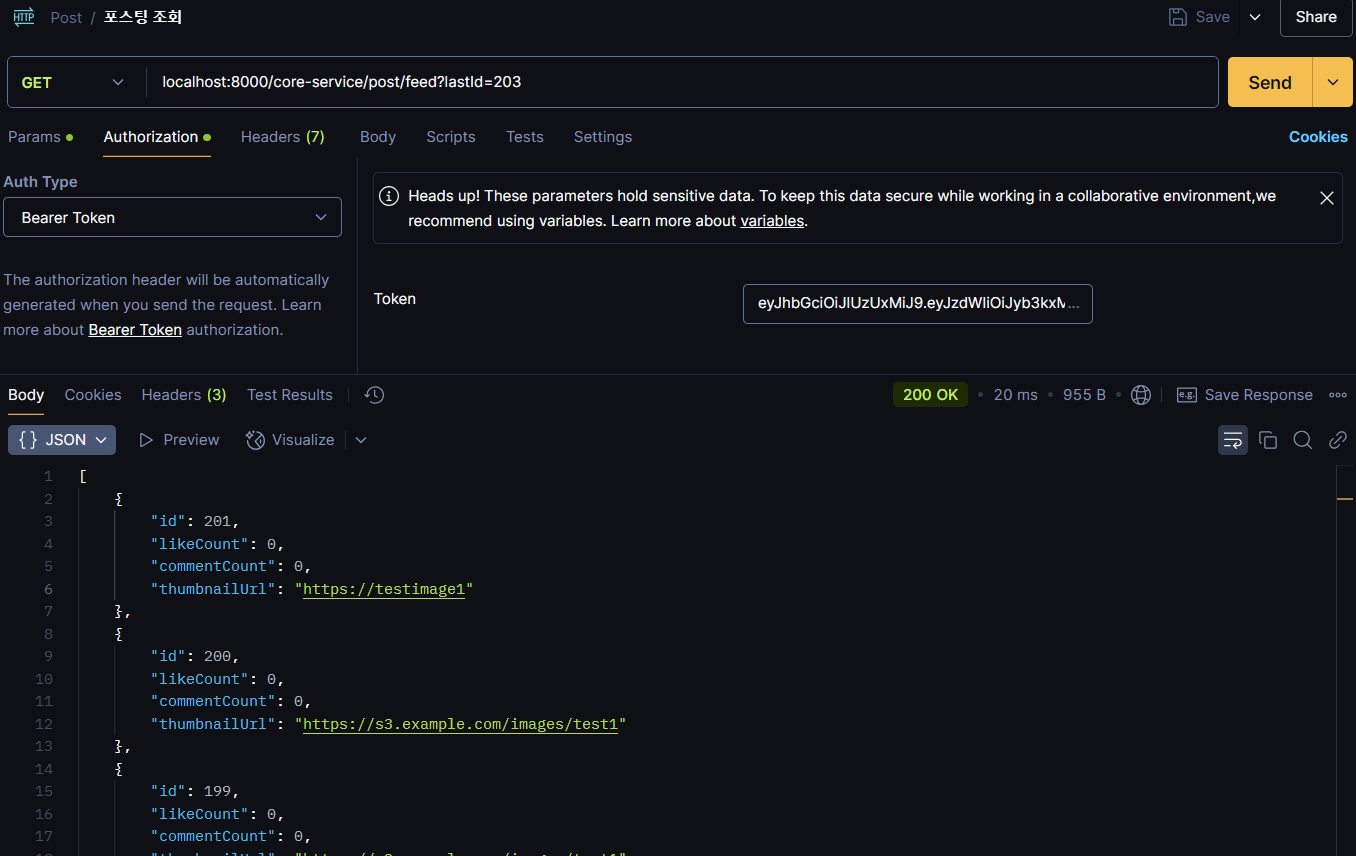 HTTP Post / 포스팅 조회 Save Share
GET localhost:8000/core-service/post/feed?lastId=203 Send
Params Authorization Headers (7) Body Scripts Tests Settings Cookies
Auth Type
Bearer Token
The authorization header will be automatically
generated when you send the request. Learn
more about Bearer Token authorization.
Heads up! These parameters hold sensitive data. To keep this data secure while working in a collaborative environment,we
recommend using variables. Learn more about variables.
Token
Body Cookies Headers (3) Test Results 200 OK • 20 ms • 955 B • e.g. Save Response
{} JSON Preview Visualize
1 [
2 {
3 "id": 201,
4 "likeCount": 0,
5 "commentCount": 0,
6 "thumbnailUrl": "https://testimage1"
7 },
8 {
9 "id": 200,
10 "likeCount": 0,
11 "commentCount": 0,
12 "thumbnailUrl": "https://s3.example.com/images/test1"
13 },
14 {
15 "id": 199,
16 "likeCount": 0,
17 "commentCount": 0,